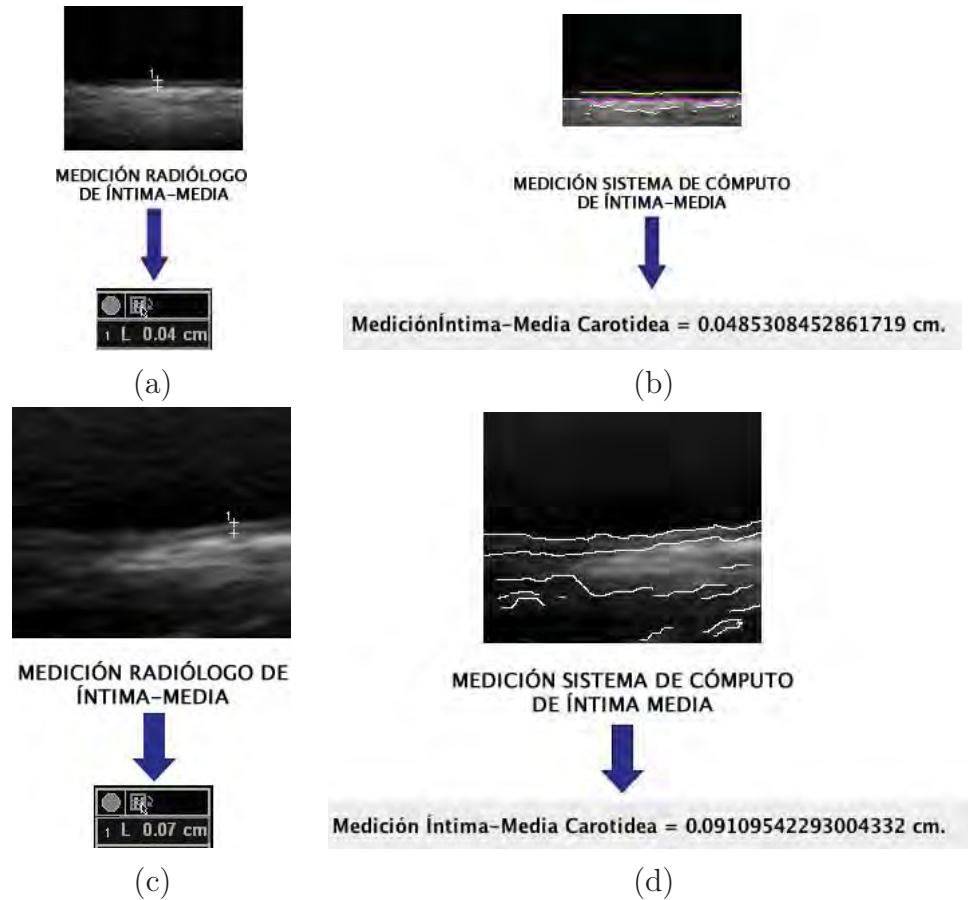 1
MEDICIÓN RADIÓLOGO
DE ÍNTIMA-MEDIA
1 L 0.04 cm
(a)
MEDICIÓN SISTEMA DE CÓMPUTO
DE ÍNTIMA-MEDIA
MediciónÍntima-Media Carotidea = 0.0485308452861719 cm.
(b)
1
MEDICIÓN RADIÓLOGO DE
ÍNTIMA-MEDIA
1 L 0.07 cm
(c)
MEDICIÓN SISTEMA DE CÓMPUTO
DE ÍNTIMA MEDIA
Medición Íntima-Media Carotidea = 0.09109542293004332 cm.
(d)